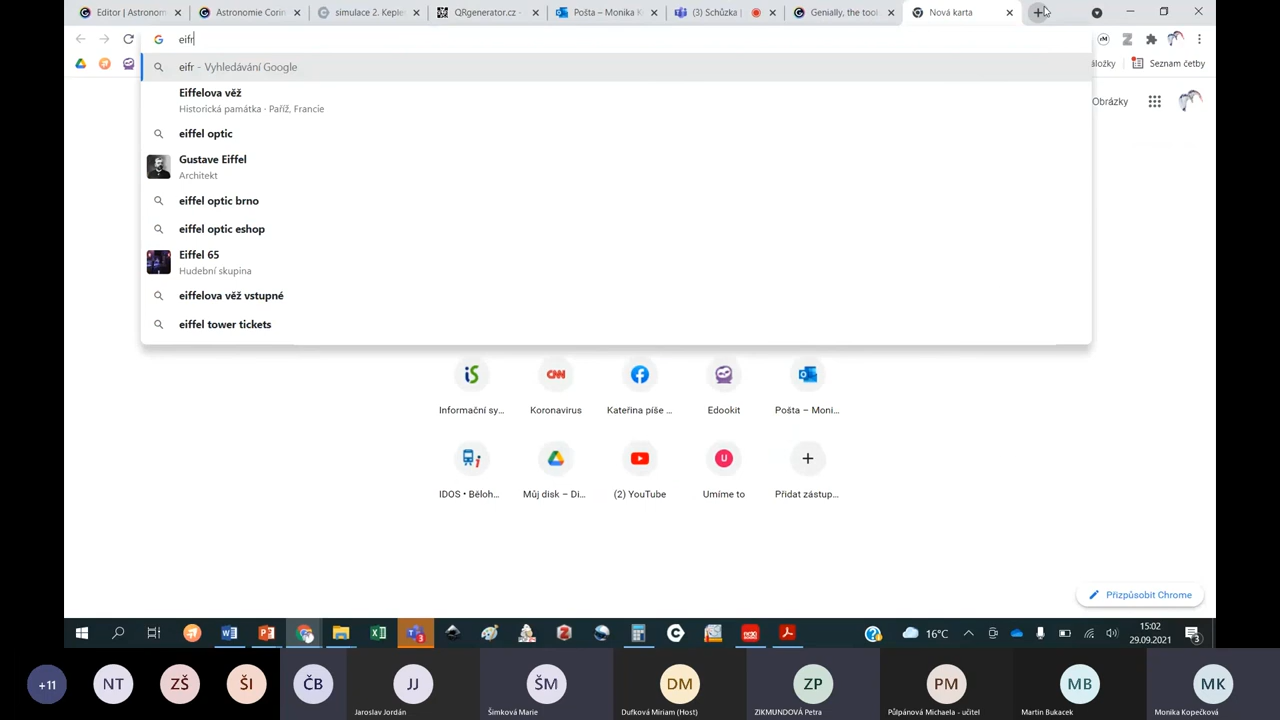 Editor | Astronom
Astronomie Corin
simulace 2. Keple
QRgenerator.cz -
Pošta – Monika K
(3) Schůzka |
Genially, the tool
Nová karta
eifr
áložky
Seznam četby
eifr - Vyhledávání Google
Eiffelova věž
Historická památka · Paříž, Francie
Obrázky
eiffel optic
Gustave Eiffel
Architekt
eiffel optic brno
eiffel optic eshop
Eiffel 65
Hudební skupina
eiffelova věž vstupné
eiffel tower tickets
CNN
Informační sy...
Koronavirus
Kateřina píše ...
Edookit
Pošta – Moni...
U
IDOS • Běloh...
Můj disk – Di...
(2) YouTube
Umíme to
Přidat zástup...
Přizpůsobit Chrome
16°C
15:02
29.09.2021
3
+11
NT
ZŠ
ŠI
ČB
JJ
ŠM
DM
ZP
PM
MB
MK
Jaroslav Jordán
Šimková Marie
Dufková Miriam (Host)
ZIKMUNDOVÁ Petra
Půlpánová Michaela - učitel
Martin Bukacek
Monika Kopečková